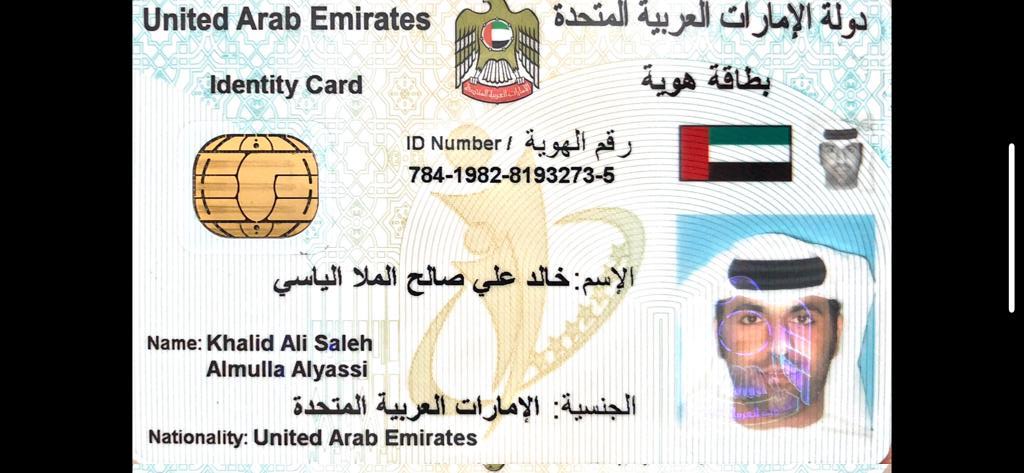 United Arab Emirates
دولة الإمارات العربية المتحدة
Identity Card
بطاقة هوية
ID Number / رقم الهوية
784-1982-8193273-5
الإسم: خالد علي صالح الملا الياسي
Name: Khalid Ali Saleh
Almulla Alyassi
الجنسية: الإمارات العربية المتحدة
Nationality: United Arab Emirates